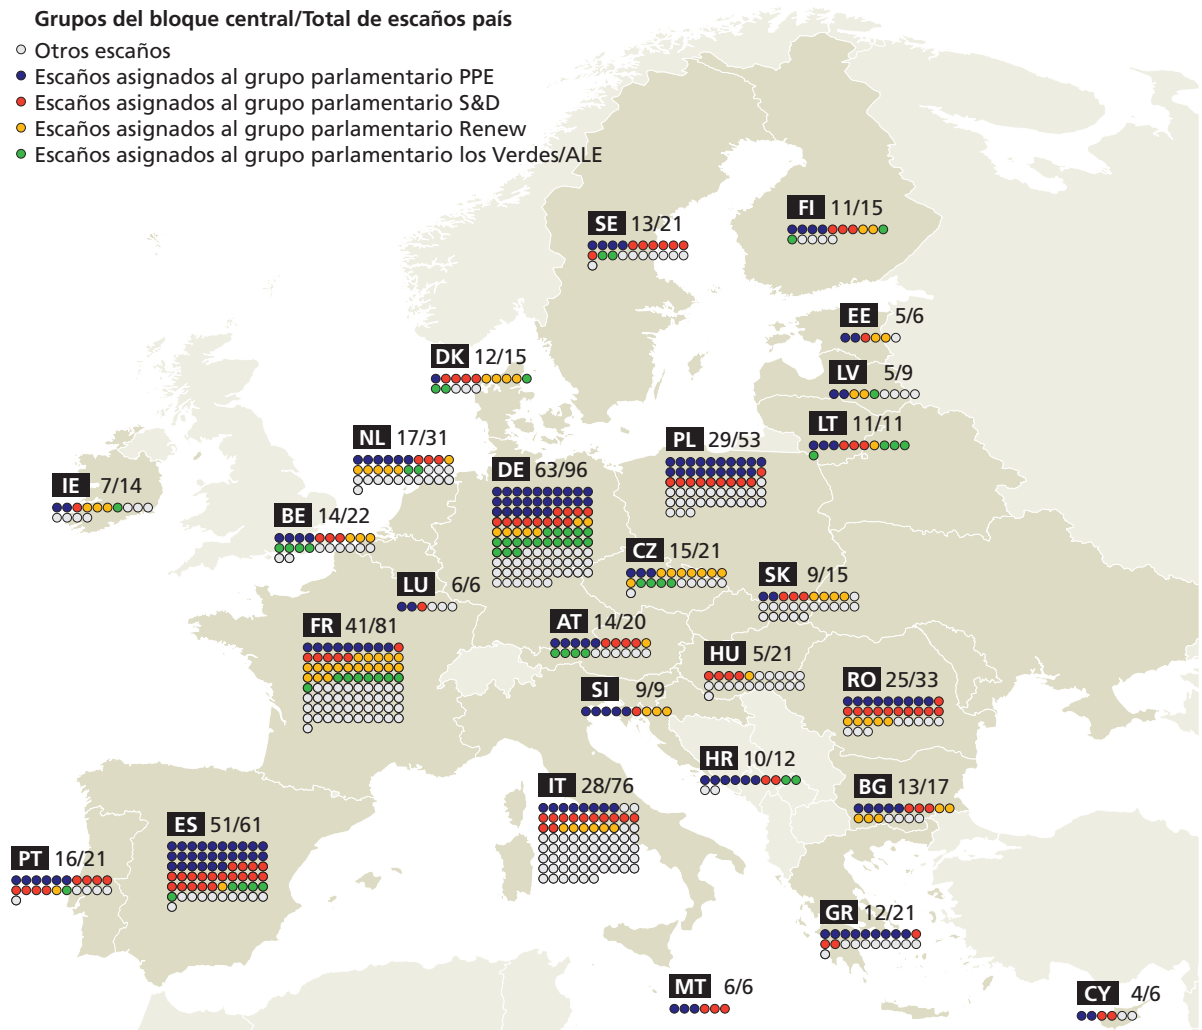 Grupos del bloque central/Total de escaños país
Otros escaños
Escaños asignados al grupo parlamentario PPE
Escaños asignados al grupo parlamentario S&D
Escaños asignados al grupo parlamentario Renew
Escaños asignados al grupo parlamentario los Verdes/ALE
FI 11/15
SE 13/21
EE 5/6
DK 12/15
LV 5/9
LT 11/11
NL 17/31
PL 29/53
DE 63/96
IE 7/14
BE 14/22
CZ 15/21
SK 9/15
LU 6/6
FR 41/81
AT 14/20
HU 5/21
RO 25/33
SI 9/9
HR 10/12
IT 28/76
BG 13/17
ES 51/61
PT 16/21
GR 12/21
MT 6/6
CY 4/6